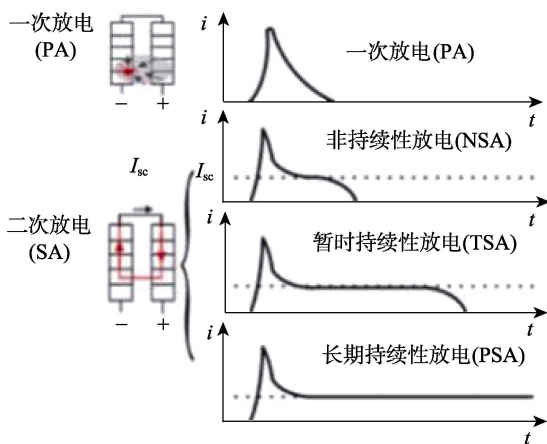 一次放电
(PA)
− +
i
一次放电(PA)
t
i
非持续性放电(NSA)
Isc
Isc
t
二次放电
(SA)
− +
i
暂时持续性放电(TSA)
t
i
长期持续性放电(PSA)
t